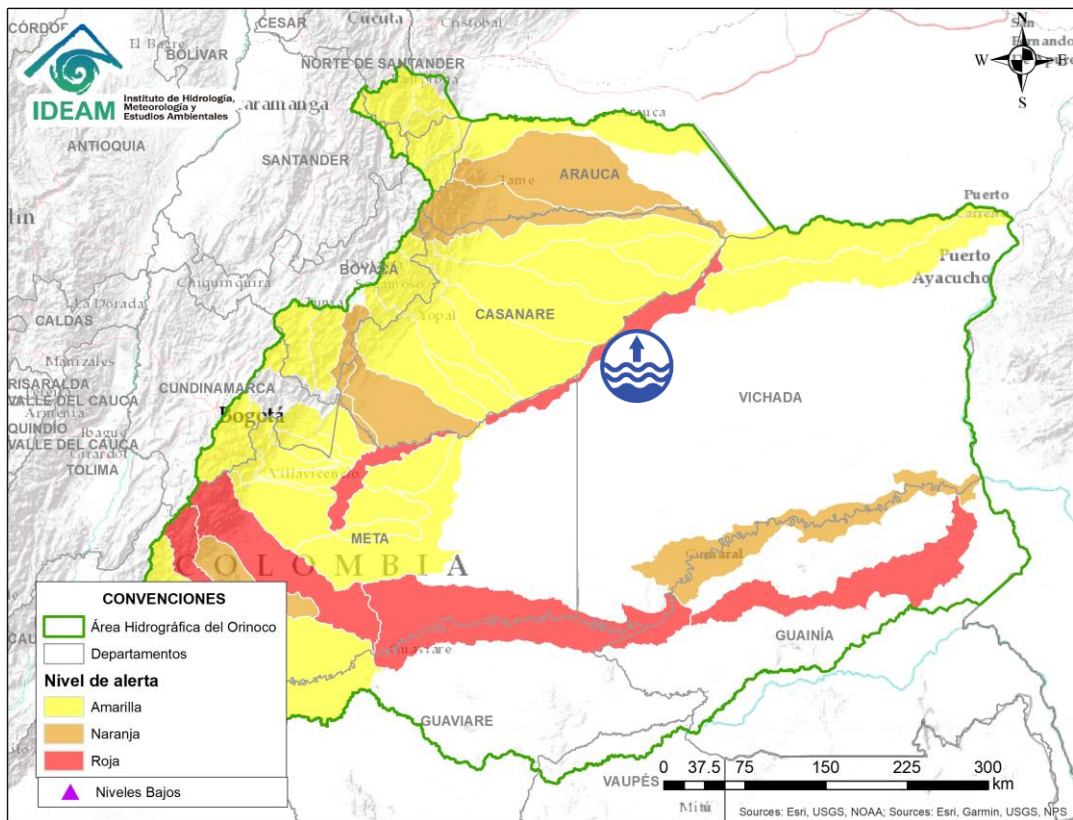 IDEAM
Instituto de Hidrología,
Meteorología y
Estudios Ambientales
CESAR
Cucuta
Cristobal
El Bagre
BOLÍVAR
NORTE DE SANTANDER
N
W
E
S
San
Fernando
ANTIOQUIA
SANTANDER
ARAUCA
Tame
Puerto
Carreño
Puerto
Ayacucho
BOYACÁ
Sogamoso
Chiquinquira
La Dorada
CALDAS
Yopal
CASANARE
Manizales
RISARALDA
VALLE DEL CAUCA
Armenia
QUINDÍO
VALLE DEL CAUCA
Ibague
Girardot
TOLIMA
CUNDINAMARCA
Bogotá
VICHADA
Villavicencio
META
COLOMBIA
GUAINÍA
GUAVIARE
VAUPÉS
Mitú
CONVENCIONES
Área Hidrográfica del Orinoco
Departamentos
Nivel de alerta
Amarilla
Naranja
Roja
Niveles Bajos
0 37.5 75 150 225 300
km
Sources: Esri, USGS, NOAA; Sources: Esri, Garmin, USGS, NPS